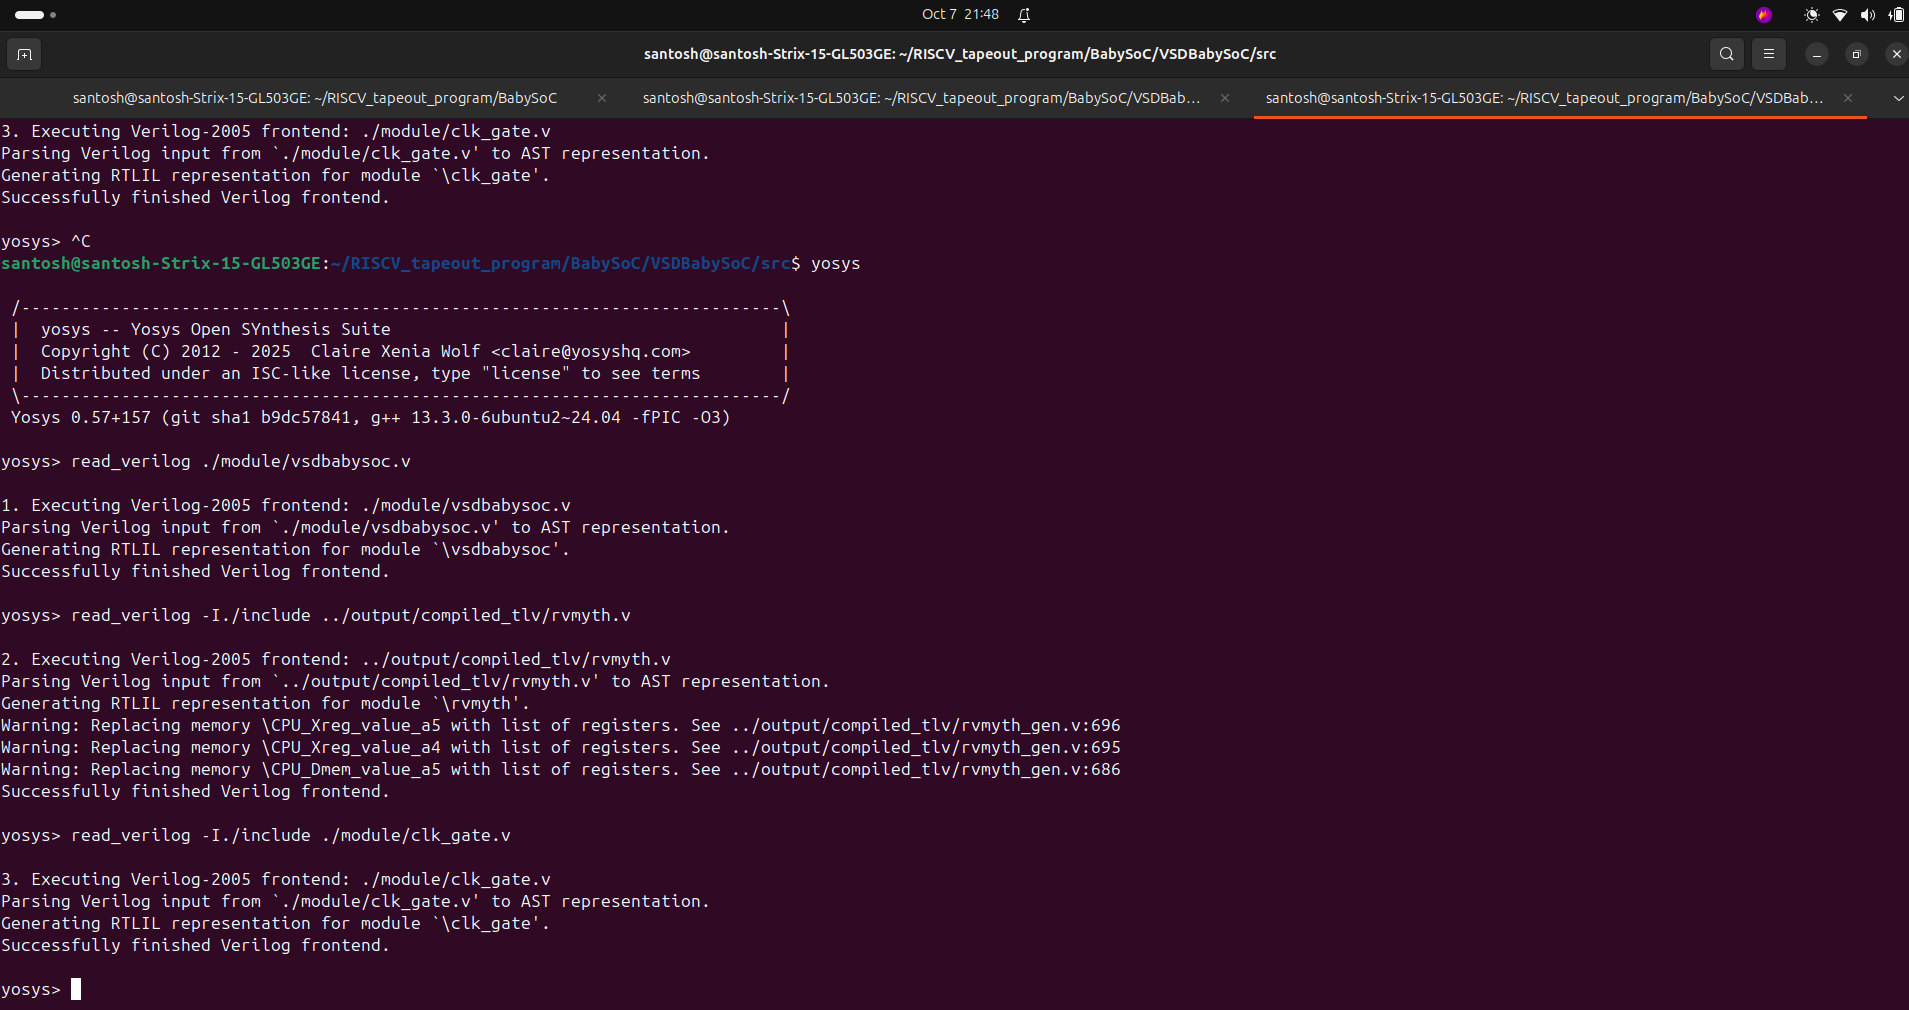 Oct 7 21:48
santosh@santosh-Strix-15-GL503GE: ~/RISCV_tapeout_program/BabySoC/VSDBabySoC/src
santosh@santosh-Strix-15-GL503GE: ~/RISCV_tapeout_program/BabySoC
santosh@santosh-Strix-15-GL503GE: ~/RISCV_tapeout_program/BabySoC/VSDBab...
santosh@santosh-Strix-15-GL503GE: ~/RISCV_tapeout_program/BabySoC/VSDBab...
3. Executing Verilog-2005 frontend: ./module/clk_gate.v
Parsing Verilog input from `./module/clk_gate.v' to AST representation.
Generating RTLIL representation for module `\clk_gate'.
Successfully finished Verilog frontend.
yosys> ^C
santosh@santosh-Strix-15-GL503GE:~/RISCV_tapeout_program/BabySoC/VSDBabySoC/src$ yosys
/----------------------------------------------------------------------------\
| yosys -- Yosys Open SYnthesis Suite |
| Copyright (C) 2012 - 2025 Claire Xenia Wolf <claire@yosyshq.com> |
| Distributed under an ISC-like license, type "license" to see terms |
\----------------------------------------------------------------------------/
Yosys 0.57+157 (git sha1 b9dc57841, g++ 13.3.0-6ubuntu2~24.04 -fPIC -O3)
yosys> read_verilog ./module/vsdbabysoc.v
1. Executing Verilog-2005 frontend: ./module/vsdbabysoc.v
Parsing Verilog input from `./module/vsdbabysoc.v' to AST representation.
Generating RTLIL representation for module `\vsdbabysoc'.
Successfully finished Verilog frontend.
yosys> read_verilog -I./include ../output/compiled_tlv/rvmyth.v
2. Executing Verilog-2005 frontend: ../output/compiled_tlv/rvmyth.v
Parsing Verilog input from `../output/compiled_tlv/rvmyth.v' to AST representation.
Generating RTLIL representation for module `\rvmyth'.
Warning: Replacing memory \CPU_Xreg_value_a5 with list of registers. See ../output/compiled_tlv/rvmyth_gen.v:696
Warning: Replacing memory \CPU_Xreg_value_a4 with list of registers. See ../output/compiled_tlv/rvmyth_gen.v:695
Warning: Replacing memory \CPU_Dmem_value_a5 with list of registers. See ../output/compiled_tlv/rvmyth_gen.v:686
Successfully finished Verilog frontend.
yosys> read_verilog -I./include ./module/clk_gate.v
3. Executing Verilog-2005 frontend: ./module/clk_gate.v
Parsing Verilog input from `./module/clk_gate.v' to AST representation.
Generating RTLIL representation for module `\clk_gate'.
Successfully finished Verilog frontend.
yosys>